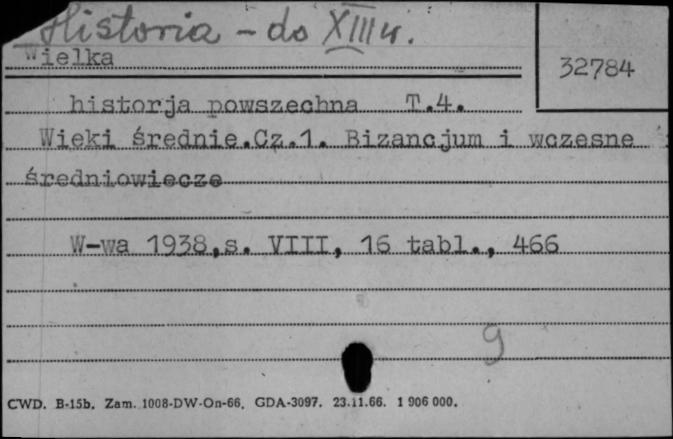 Historia - do XIII w.
Wielka
32784
historja powszechna T.4.
Wieki średnie.Cz.1. Bizancjum i wczesne
średniowiecze
W-wa 1938,s. VIII, 16 tabl., 466
9
CWD. B-15b. Zam. 1008-DW-On-66. GDA-3097. 23.11.66. 1 906 000.